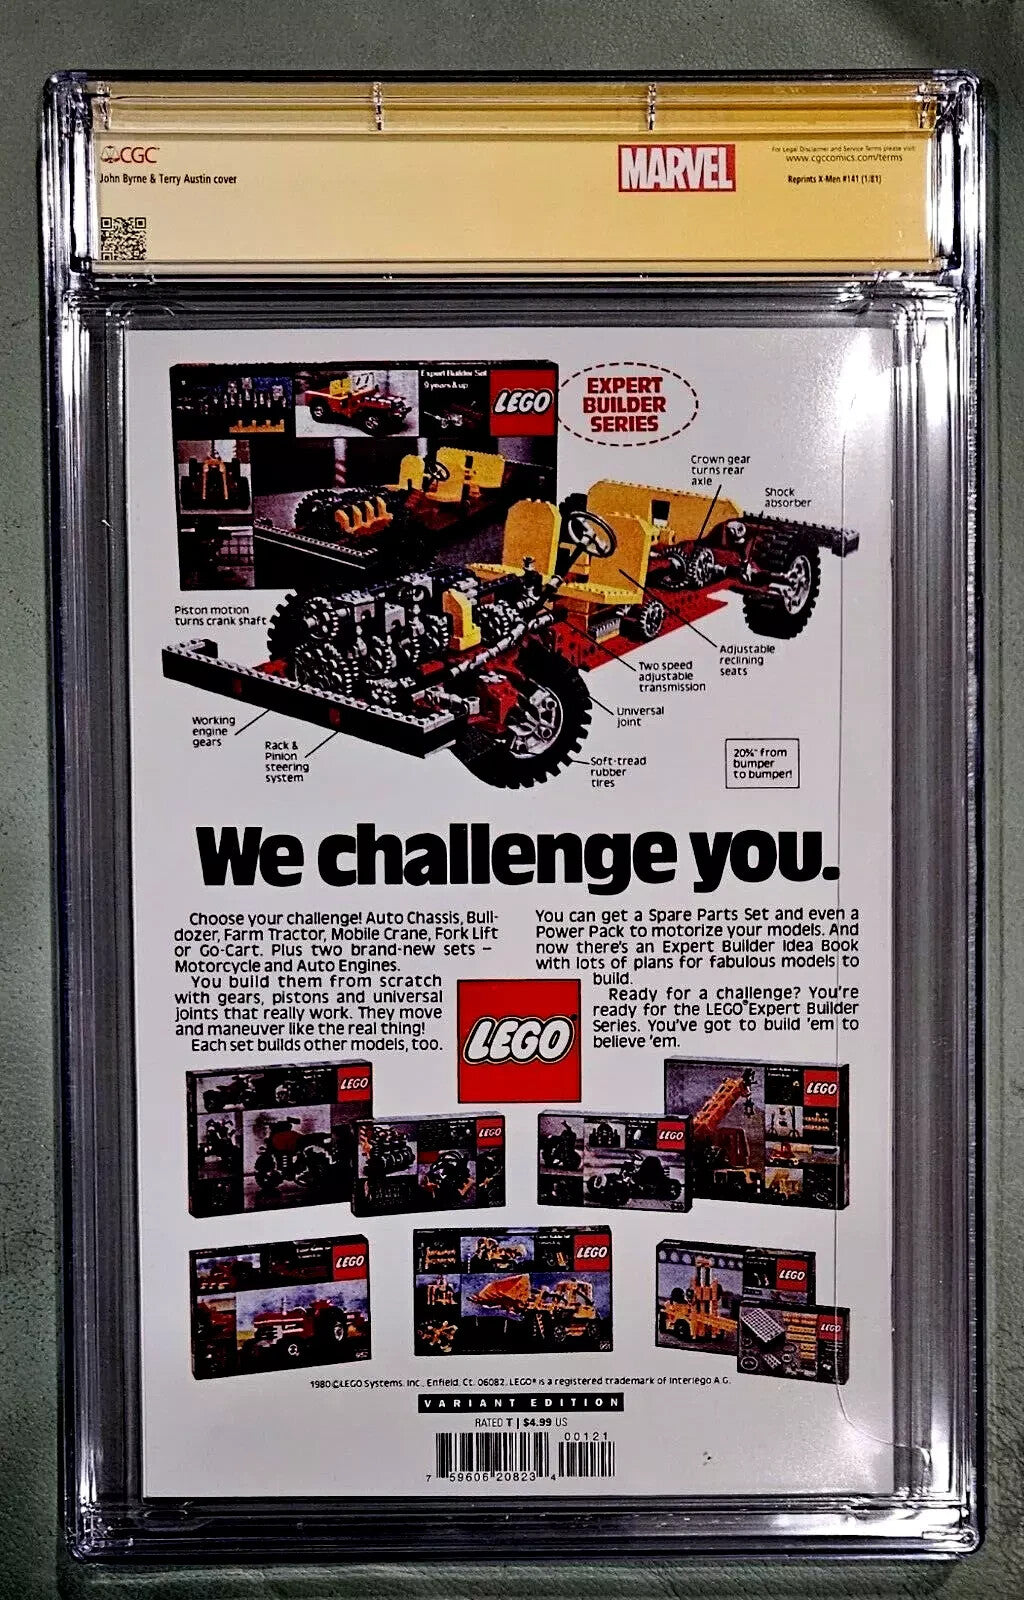 CGC
John Byrne & Terry Austin cover
MARVEL
For Legal Disclaimer and Service Terms please visit:
www.cgccomics.com/terms
Reprints X-Men #141 (1/81)
Expert Builder Set
9 years & up
LEGO
EXPERT
BUILDER
SERIES
Crown gear
turns rear
axle
Shock
absorber
Piston motion
turns crank shaft
Adjustable
reclining
seats
Two speed
adjustable
transmission
Universal
joint
Working
engine
gears
Rack &
Pinion
steering
system
Soft-tread
rubber
tires
20¾" from
bumper
to bumper!
We challenge you.
Choose your challenge! Auto Chassis, Bull-
dozer, Farm Tractor, Mobile Crane, Fork Lift
or Go-Cart. Plus two brand-new sets –
Motorcycle and Auto Engines.
You build them from scratch
with gears, pistons and universal
joints that really work. They move
and maneuver like the real thing!
Each set builds other models, too.
You can get a Spare Parts Set and even a
Power Pack to motorize your models. And
now there's an Expert Builder Idea Book
with lots of plans for fabulous models to
build.
Ready for a challenge? You're
ready for the LEGO® Expert Builder
Series. You've got to build 'em to
believe 'em.
LEGO®
LEGO
LEGO
LEGO
LEGO
LEGO
LEGO
LEGO
LEGO
952
951
1980 © LEGO Systems, Inc., Enfield, Ct. 06082. LEGO® is a registered trademark of Interlego A.G.
VARIANT EDITION
RATED T | $4.99 US
00121
7 59606 20823 4